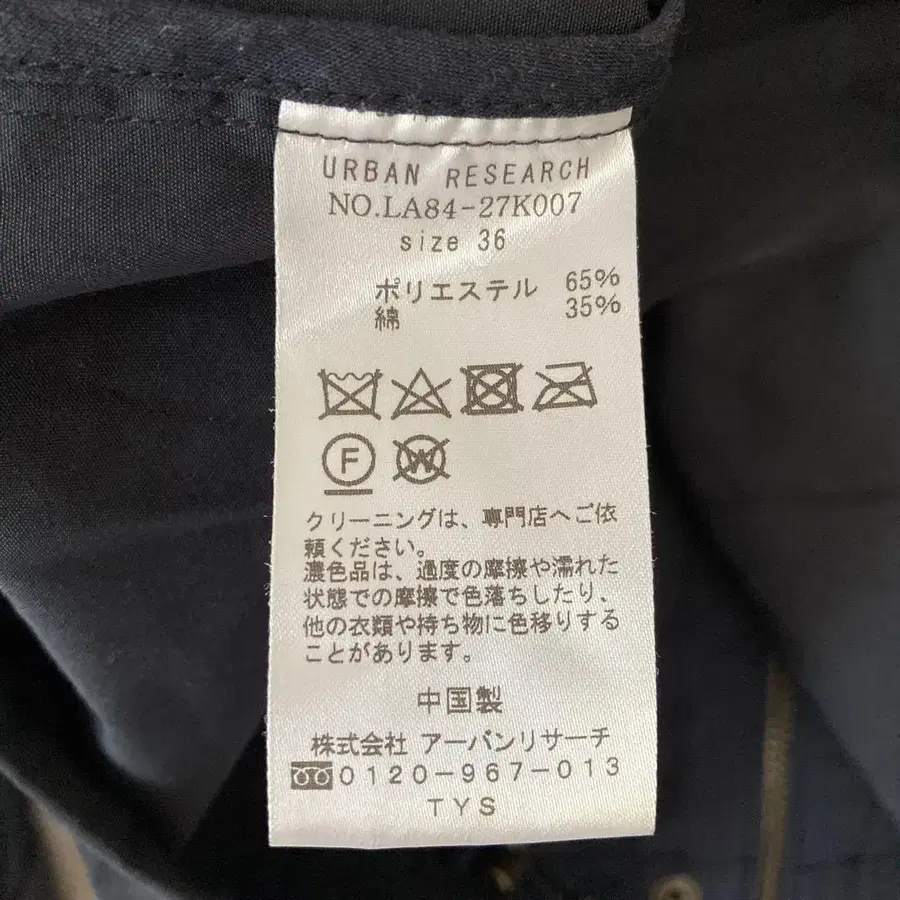 URBAN RESEARCH
NO.LA84-27K007
size 36
ポリエステル 65%
綿 35%
F W
クリーニングは、専門店へご依
頼ください。
濃色品は、過度の摩擦や濡れた
状態での摩擦で色落ちしたり、
他の衣類や持ち物に色移りする
ことがあります。
中国製
株式会社 アーバンリサーチ
0120-967-013
TYS